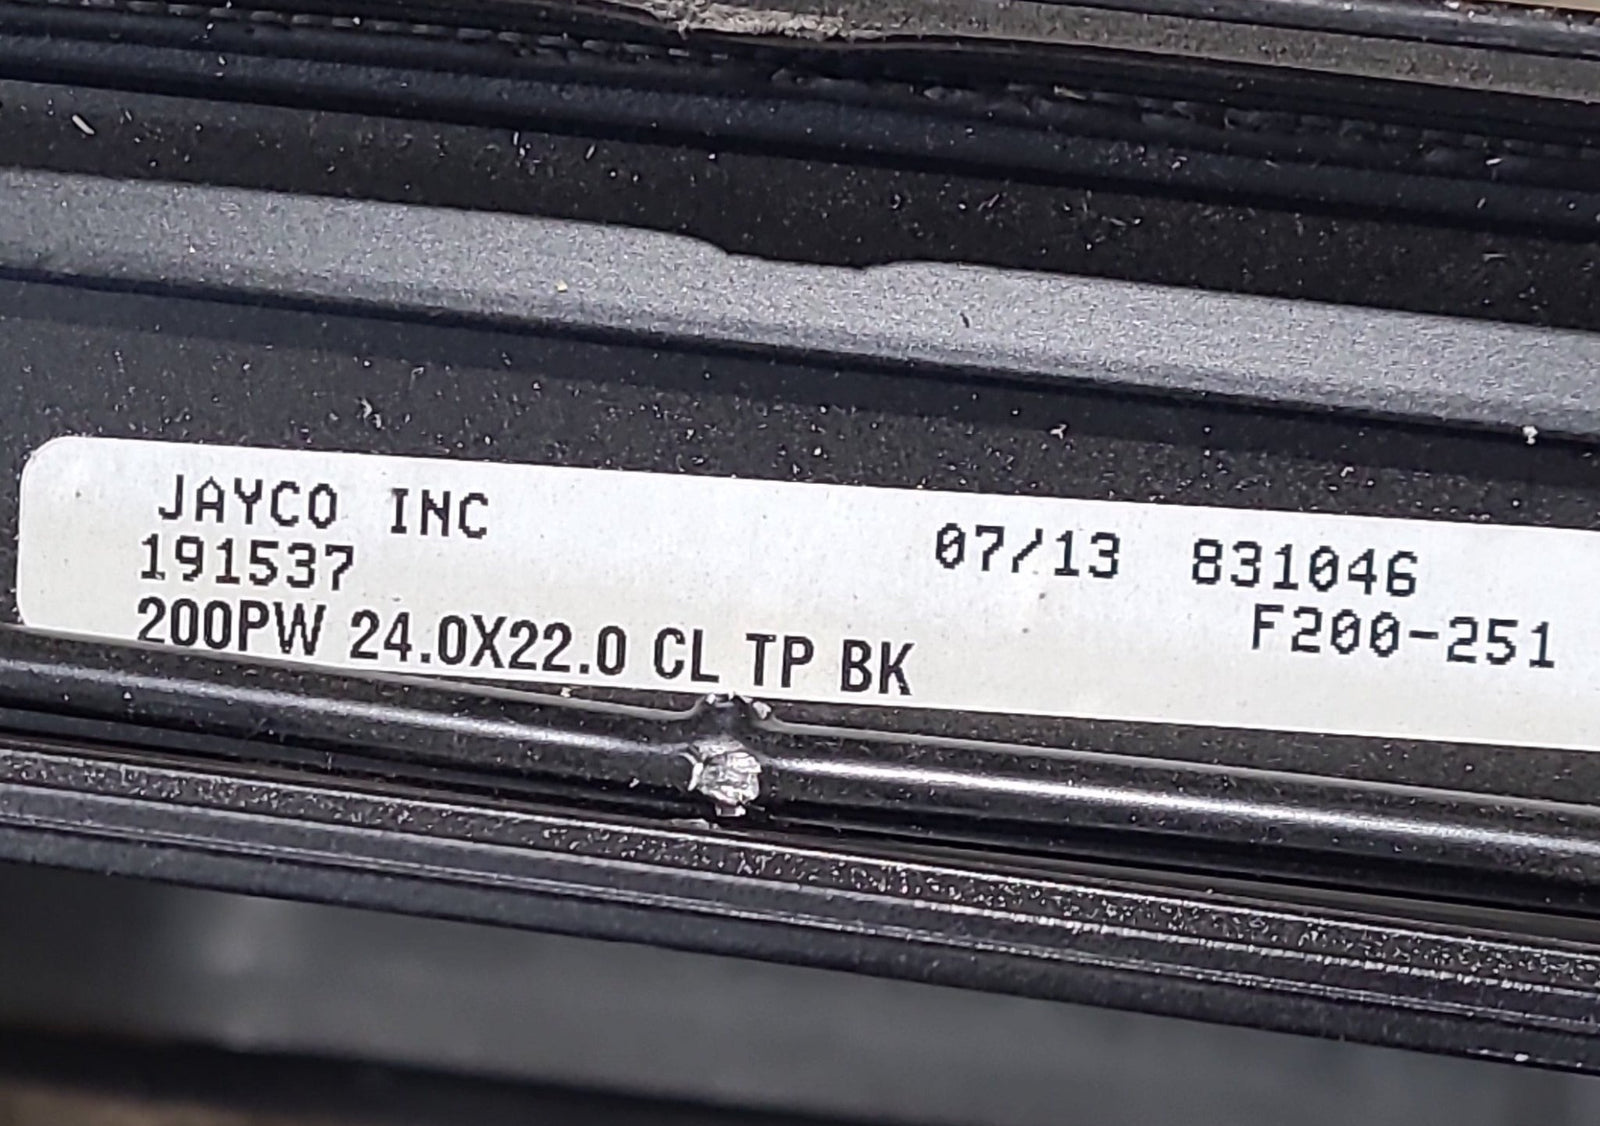 JAYCO INC
07/13 831046
191537
F200-251
200PW 24.0X22.0 CL TP BK